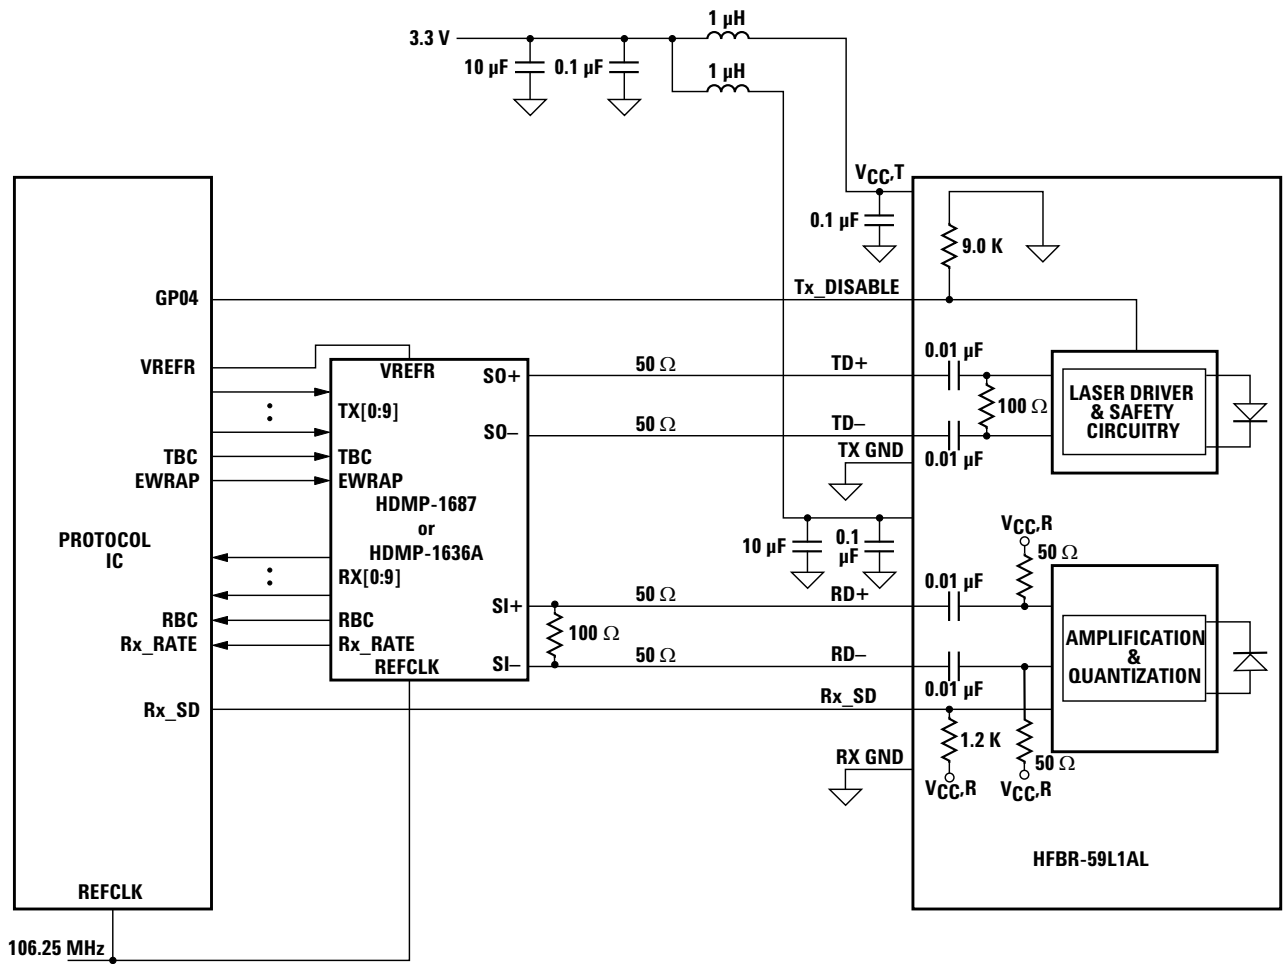 1 µH
3.3 V
10 µF
0.1 µF
1 µH
VCC,T
0.1 µF
9.0 K
GP04
Tx_DISABLE
VREFR
VREFR
SO+
50 Ω
TD+
0.01 µF
TX[0:9]
LASER DRIVER
& SAFETY
CIRCUITRY
100 Ω
SO–
50 Ω
TD–
0.01 µF
TBC
TBC
TX GND
EWRAP
EWRAP
HDMP-1687
or
HDMP-1636A
PROTOCOL
IC
10 µF
0.1
µF
VCC,R
50 Ω
RX[0:9]
0.01 µF
SI+
50 Ω
RD+
RBC
RBC
100 Ω
Rx_RATE
Rx_RATE
AMPLIFICATION
&
QUANTIZATION
REFCLK
SI–
50 Ω
RD–
0.01 µF
Rx_SD
Rx_SD
1.2 K
RX GND
50 Ω
VCC,R
VCC,R
HFBR-59L1AL
REFCLK
106.25 MHz